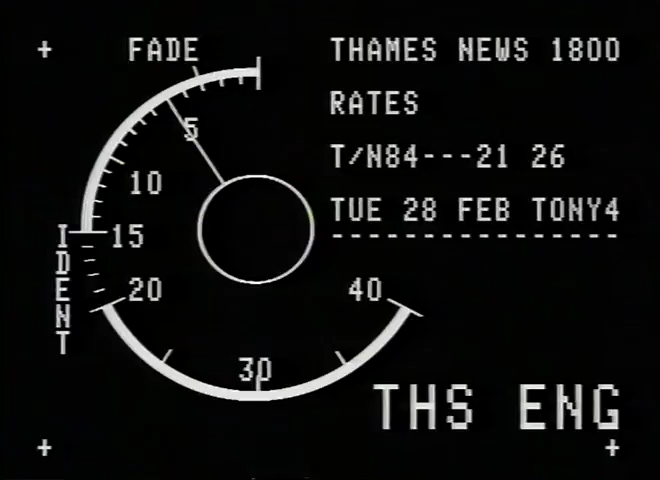 FADE
THAMES NEWS 1800
RATES
5
T/N84---21 26
10
TUE 28 FEB TONY4
----------------
15
IDENT
20
40
30
THS ENG